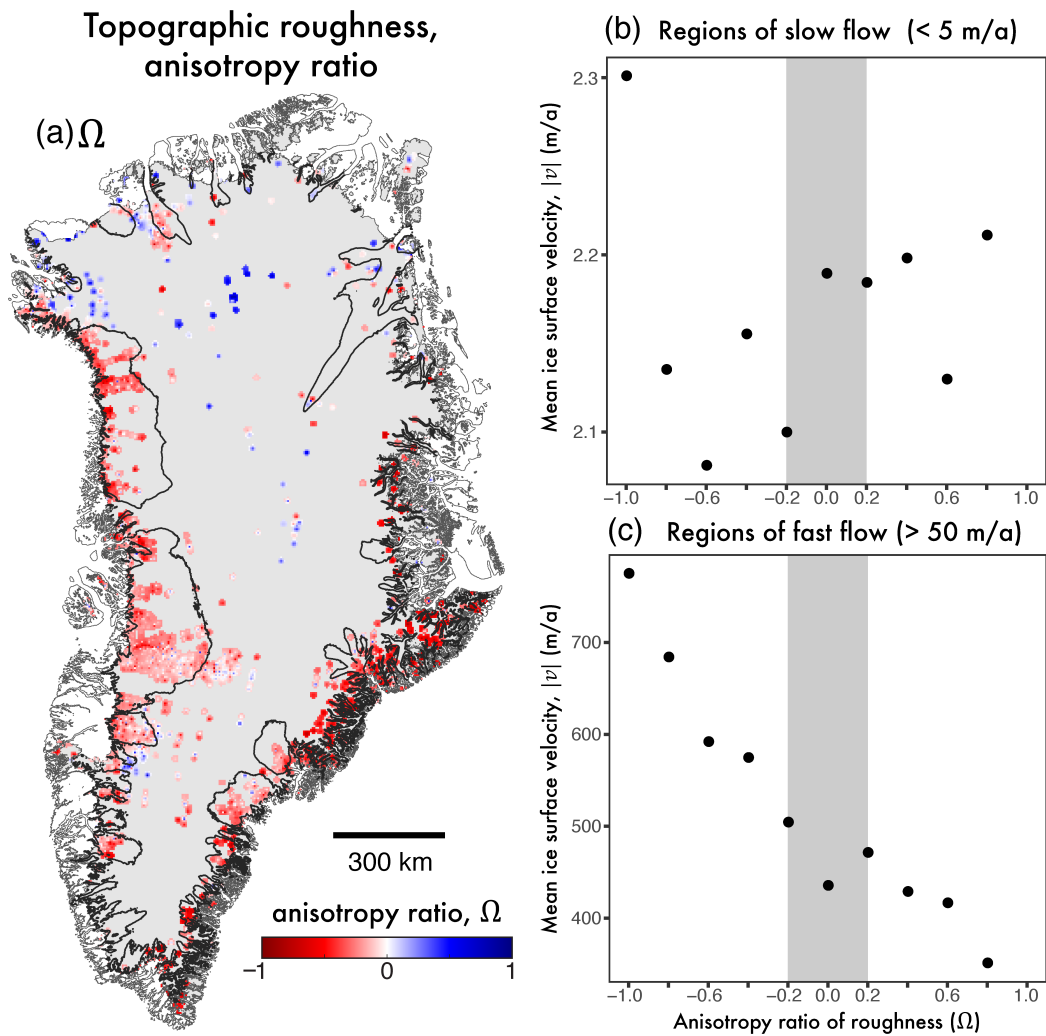 Topographic roughness,
anisotropy ratio
(a) Ω
300 km
anisotropy ratio, Ω
−1 0 1
(b) Regions of slow flow (< 5 m/a)
Mean ice surface velocity, |v| (m/a)
2.3
2.2
2.1
−1.0 −0.6 −0.2 0.0 0.2 0.6 1.0
(c) Regions of fast flow (> 50 m/a)
Mean ice surface velocity, |v| (m/a)
700
600
500
400
−1.0 −0.6 −0.2 0.0 0.2 0.6 1.0
Anisotropy ratio of roughness (Ω)